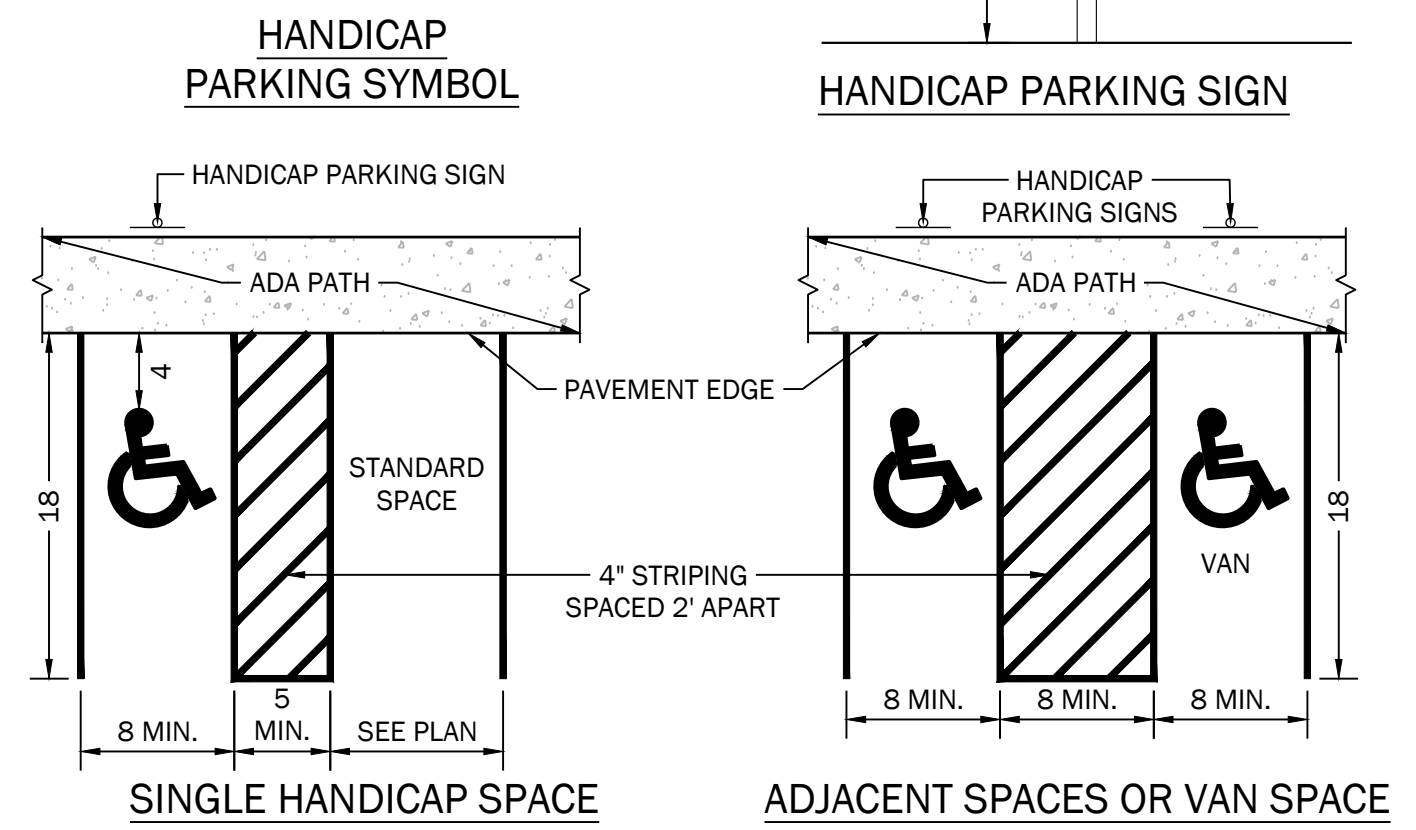 HANDICAP
PARKING SYMBOL
HANDICAP PARKING SIGN
HANDICAP PARKING SIGN
ADA PATH
4
18
STANDARD
SPACE
8 MIN.
5
MIN.
SEE PLAN
SINGLE HANDICAP SPACE
PAVEMENT EDGE
4" STRIPING
SPACED 2' APART
HANDICAP
PARKING SIGNS
ADA PATH
18
VAN
8 MIN.
8 MIN.
8 MIN.
ADJACENT SPACES OR VAN SPACE